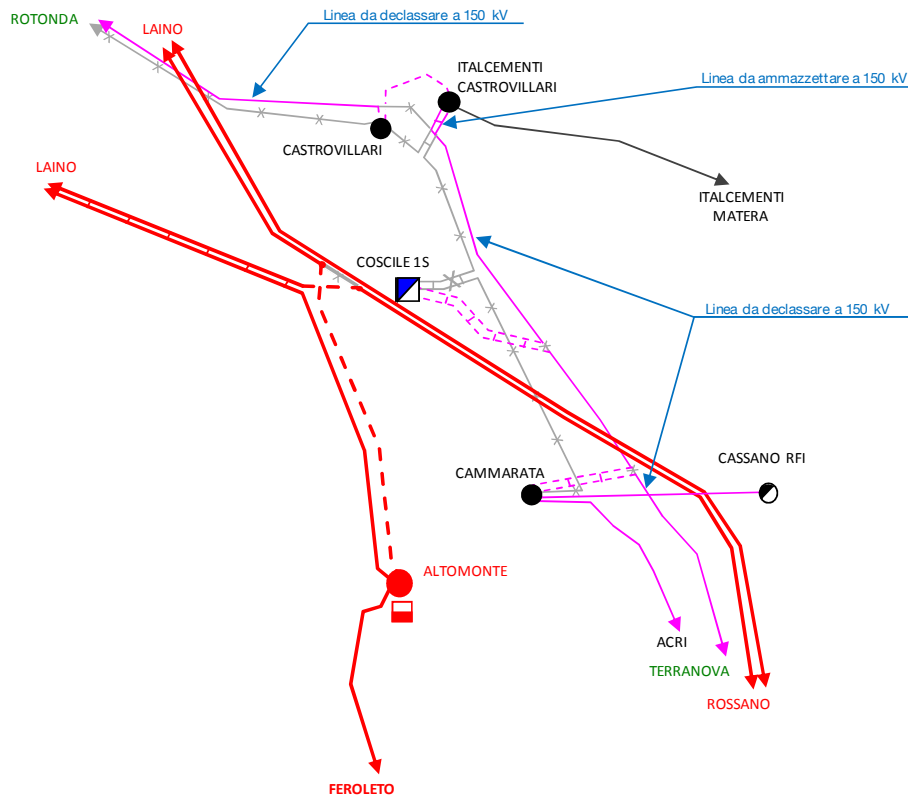 Linea da declassare a 150 kV
ROTONDA
LAINO
ITALCEMENTI
CASTROVILLARI
Linea da ammazzettare a 150 kV
CASTROVILLARI
LAINO
ITALCEMENTI
MATERA
COSCILE 1S
Linea da declassare a 150 kV
CASSANO RFI
CAMMARATA
ALTOMONTE
ACRI
TERRANOVA
ROSSANO
FEROLETO